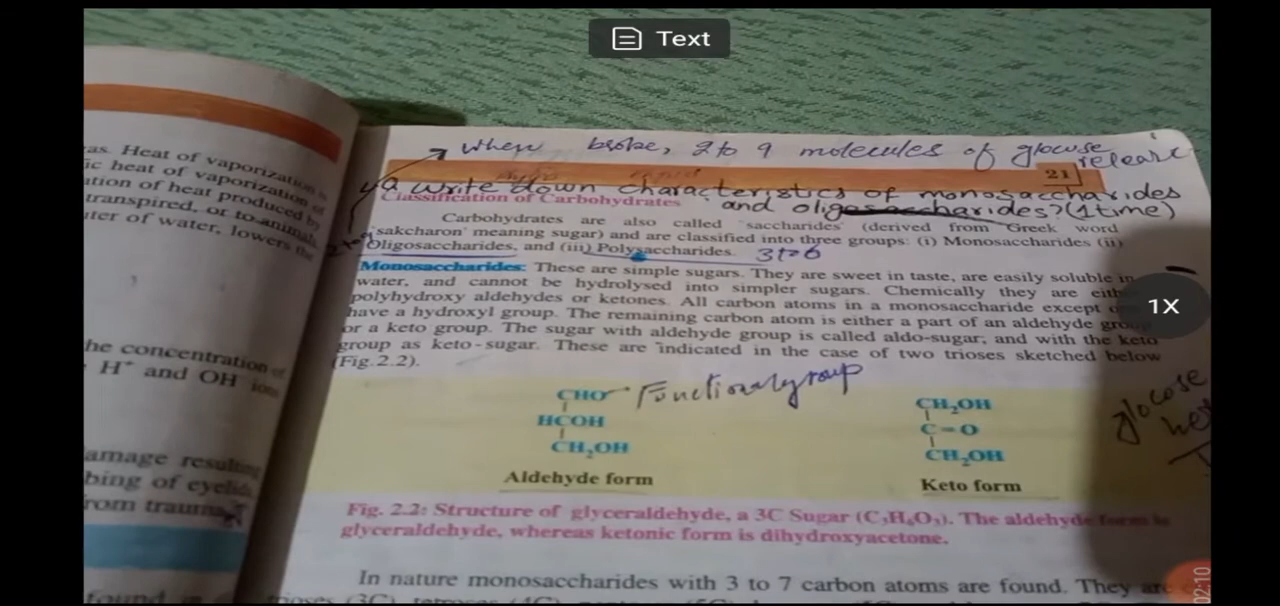 Text
when broke, 2 to 9 molecules of glocose release
21
Q write down characteristics of monosaccharides
and oligosaccharides? (1 time)
Classification of Carbohydrates
Carbohydrates are also called 'saccharides' (derived from Greek word
'sakcharon' meaning sugar) and are classified into three groups: (i) Monosaccharides (ii)
Oligosaccharides, and (iii) Polysaccharides. 3 to 6
Monosaccharides: These are simple sugars. They are sweet in taste, are easily soluble in
water, and cannot be hydrolysed into simpler sugars. Chemically they are
polyhydroxy aldehydes or ketones. All carbon atoms in a monosaccharide except
have a hydroxyl group. The remaining carbon atom is either a part of an aldehyde group
or a keto group. The sugar with aldehyde group is called aldo-sugar, and with the keto
group as keto-sugar. These are indicated in the case of two trioses sketched below
(Fig.2.2).
CHO Functional group
HCOH
CH₂OH
Aldehyde form
CH₂OH
C=O
CH₂OH
Keto form
glocose
Fig. 2.2: Structure of glyceraldehyde, a 3C Sugar (C₃H₆O₃). The aldehyde form is
glyceraldehyde, whereas ketonic form is dihydroxyacetone.
In nature monosaccharides with 3 to 7 carbon atoms are found. They are
as. Heat of vaporization
ic heat of vaporization of
ation of heat produced by
transpired, or to animals
ter of water, lowers the
he concentration of
H⁺ and OH ions
amage resulting
bing of eyelids
rom trauma
found
1X
02:10